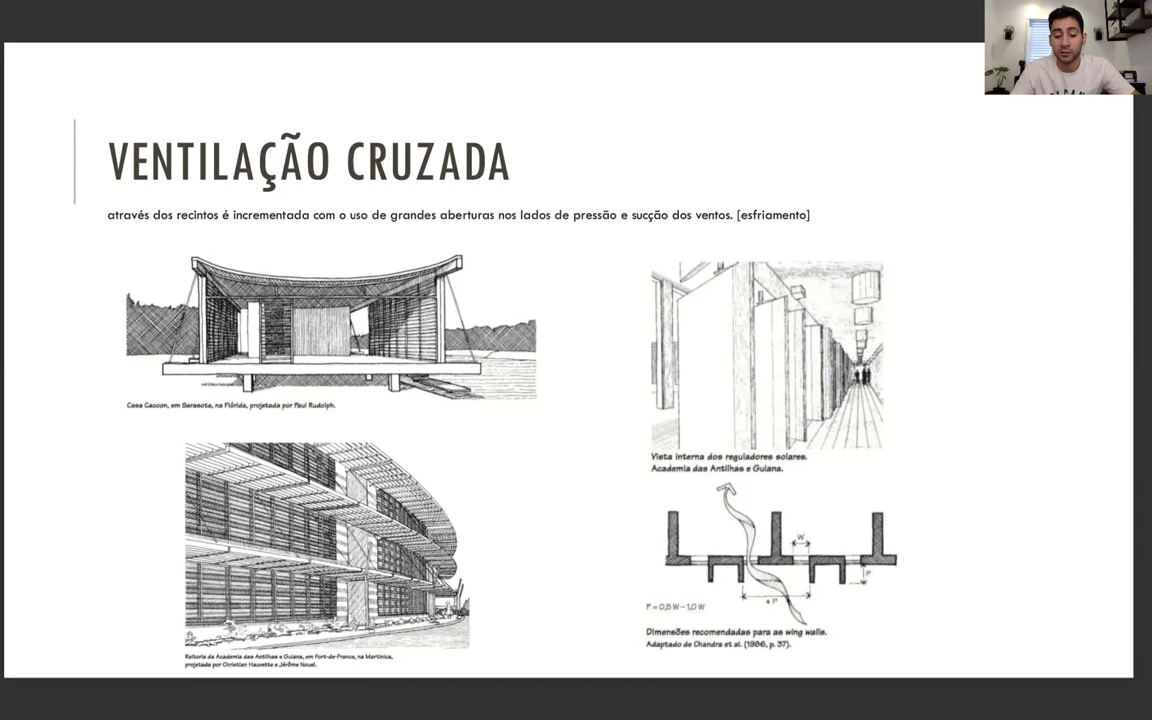 VENTILAÇÃO CRUZADA
através dos recintos é incrementada com o uso de grandes aberturas nos lados de pressão e sucção dos ventos. [esfriamento]
Casa Cocoon, em Sarasota, na Flórida, projetada por Paul Rudolph.
Reitoria da Academia das Antilhas e Guiana, em Fort-de-France, na Martinica,
projetada por Christian Hauvette e Jérôme Nouel.
Vista interna dos reguladores solares.
Academia das Antilhas e Guiana.
W
P
P = 0,5 W – 1,0 W
Dimensões recomendadas para as wing walls.
Adaptado de Chandra et al. (1986, p. 37).